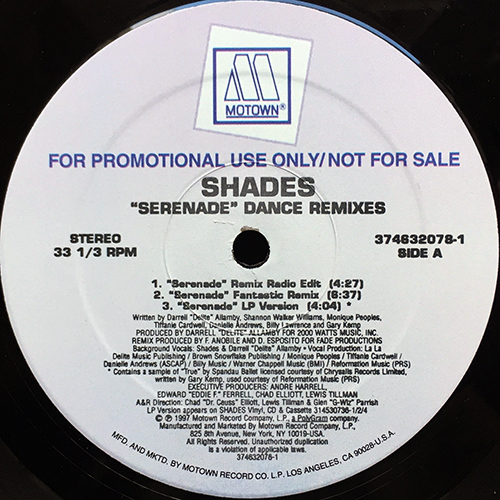 MOTOWN®
FOR PROMOTIONAL USE ONLY/NOT FOR SALE
SHADES
"SERENADE" DANCE REMIXES
STEREO
33 1/3 RPM
374632078-1
SIDE A
1. "Serenade" Remix Radio Edit (4:27)
2. "Serenade" Fantastic Remix (6:37)
3. "Serenade" LP Version (4:04) *
Written by Darrell "Delite" Allamby, Shannon Walker Williams, Monique Peoples,
Tiffanie Cardwell, Danielle Andrews, Billy Lawrence and Gary Kemp
PRODUCED BY DARRELL "DELITE" ALLAMBY FOR 2000 WATTS MUSIC, INC.
REMIX PRODUCED BY F. ANOBILE AND D. ESPOSITO FOR FADE PRODUCTIONS
Background Vocals: Shades & Darrell "Delite" Allamby • Vocal Production: La La
Delite Music Publishing / Brown Snowflake Publishing / Monique Peoples / Tiffanie Cardwell /
Danielle Andrews (ASCAP) / Billy Music / Warner Chappell Music (BMI) / Reformation Music (PRS)
* Contains a sample of "True" by Spandau Ballet licensed courtesy of Chrysalis Records Limited,
written by Gary Kemp, used courtesy of Reformation Music (PRS)
EXECUTIVE PRODUCERS: ANDRE HARRELL,
EDWARD "EDDIE F." FERRELL, CHAD ELLIOTT, LEWIS TILLMAN
A&R Direction: Chad "Dr. Ceuss" Elliott, Lewis Tillman & Glen "G-Wiz" Parrish
LP Version appears on SHADES Vinyl, CD & Cassette 314530736-1/2/4
℗ © 1997 Motown Record Company L.P., a PolyGram company.
Manufactured and Marketed By Motown Record Company L.P.,
825 8th Avenue, New York, NY 10019-USA.
All Rights Reserved. Unauthorized duplication
is a violation of applicable laws.
374632078-1
MFD. AND MKTD. BY MOTOWN RECORD CO. L.P. LOS ANGELES, CA 90028-U.S.A.